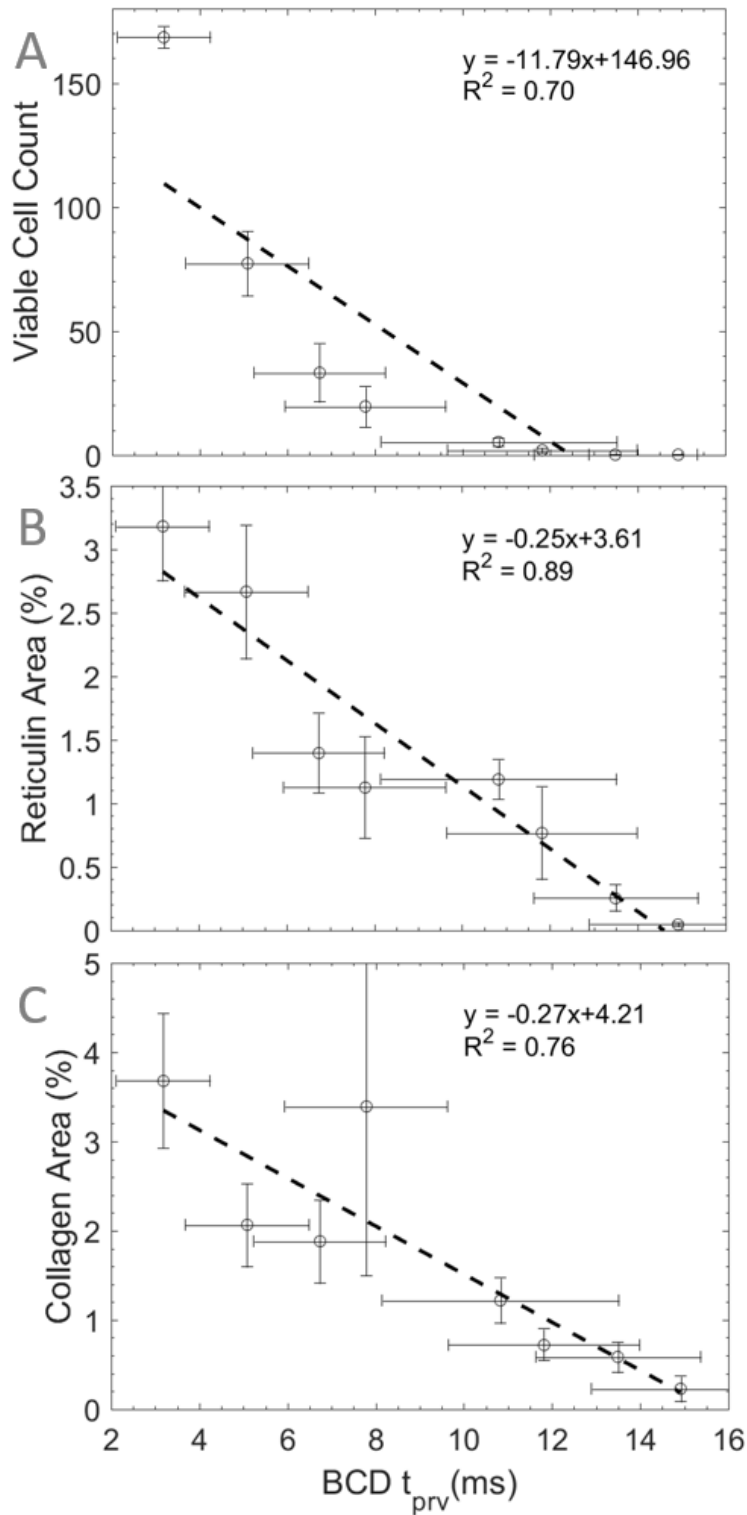 A
y = -11.79x+146.96
R² = 0.70
Viable Cell Count
150
100
50
0
B
y = -0.25x+3.61
R² = 0.89
Reticulin Area (%)
3.5
3
2.5
2
1.5
1
0.5
0
C
y = -0.27x+4.21
R² = 0.76
Collagen Area (%)
5
4
3
2
1
0
2 4 6 8 10 12 14 16
BCD t_prv(ms)